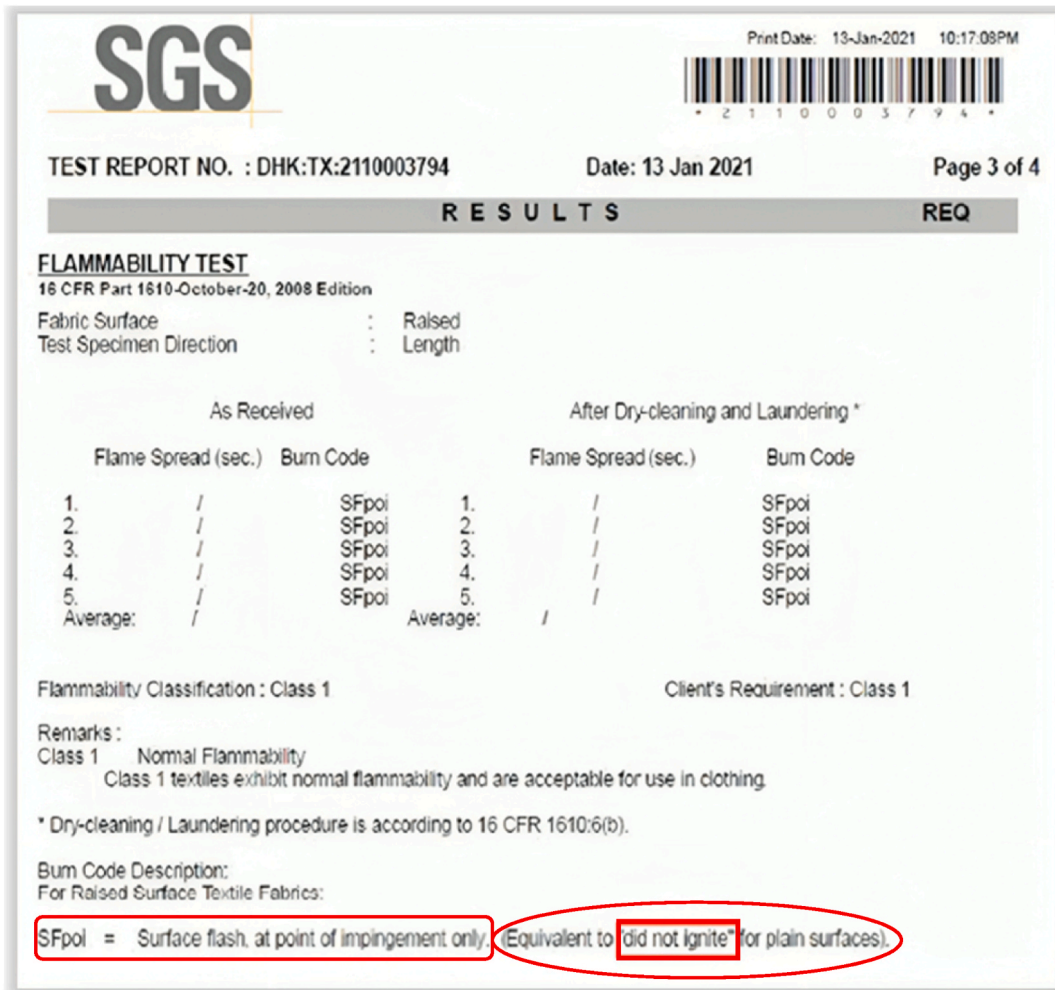 SGS
Print Date: 13-Jan-2021 10:17:08PM
* 2 1 1 0 0 0 3 7 9 4 *
TEST REPORT NO. : DHK:TX:2110003794 Date: 13 Jan 2021 Page 3 of 4
RESULTS REQ
FLAMMABILITY TEST
16 CFR Part 1610-October-20, 2008 Edition
Fabric Surface : Raised
Test Specimen Direction : Length
As Received After Dry-cleaning and Laundering *
Flame Spread (sec.) Burn Code Flame Spread (sec.) Burn Code
1. / SFpoi 1. / SFpoi
2. / SFpoi 2. / SFpoi
3. / SFpoi 3. / SFpoi
4. / SFpoi 4. / SFpoi
5. / SFpoi 5. / SFpoi
Average: / Average: /
Flammability Classification : Class 1 Client's Requirement : Class 1
Remarks :
Class 1 Normal Flammability
Class 1 textiles exhibit normal flammability and are acceptable for use in clothing.
* Dry-cleaning / Laundering procedure is according to 16 CFR 1610:6(b).
Burn Code Description:
For Raised Surface Textile Fabrics:
SFpoi = Surface flash, at point of impingement only. (Equivalent to "did not ignite" for plain surfaces).